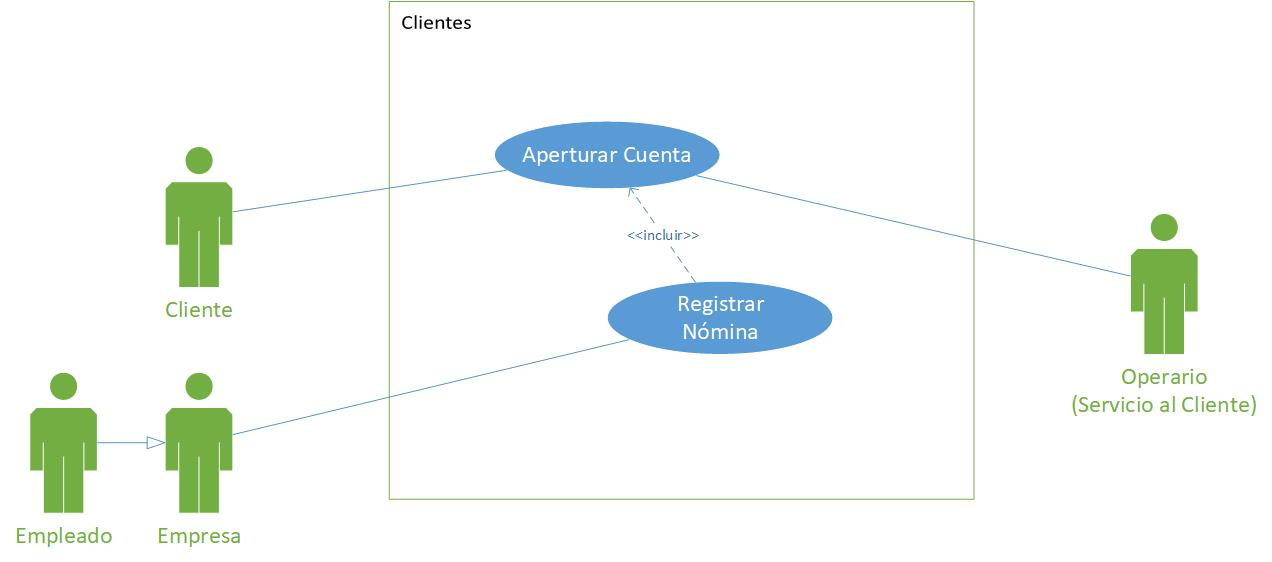 Clientes
Aperturar Cuenta
<<incluir>>
Registrar
Nómina
Cliente
Operario
(Servicio al Cliente)
Empleado
Empresa